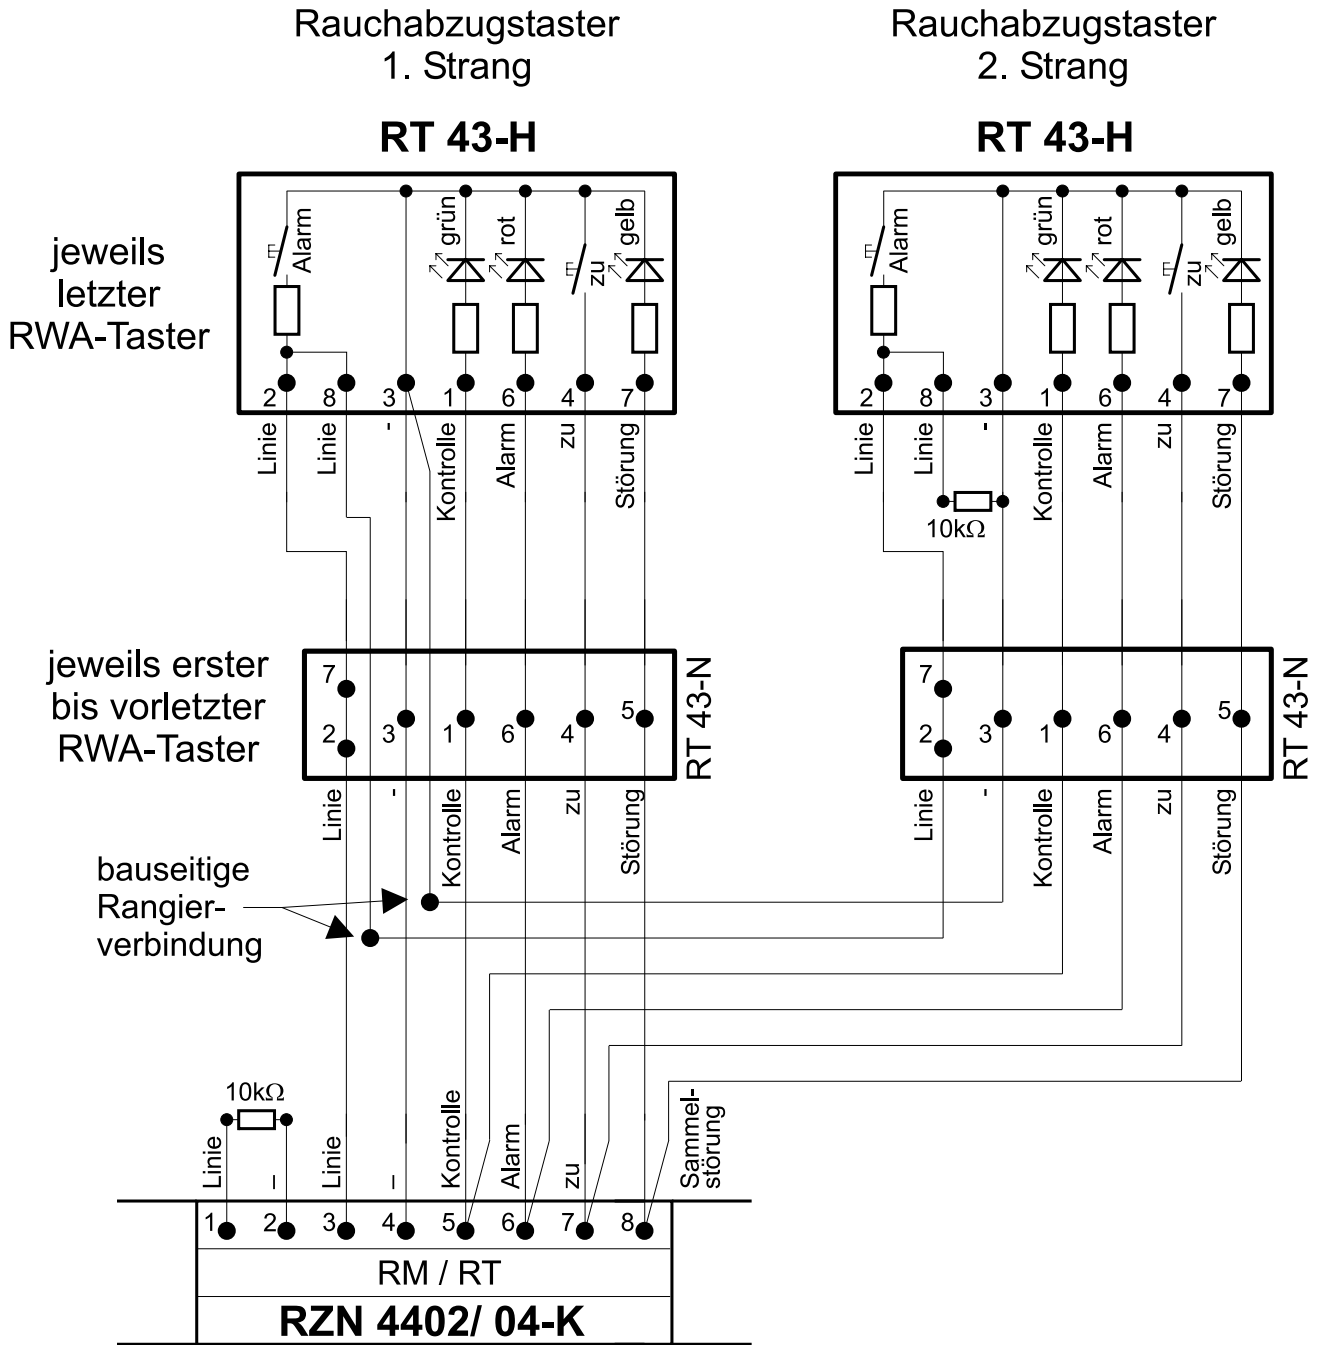 Rauchabzugstaster
1. Strang
RT 43-H
Rauchabzugstaster
2. Strang
RT 43-H
jeweils
letzter
RWA-Taster
Alarm
grün
rot
zu
gelb
2
8
3
1
6
4
7
Linie
Linie
-
Kontrolle
Alarm
zu
Störung
Alarm
grün
rot
zu
gelb
2
8
3
1
6
4
7
Linie
Linie
-
Kontrolle
Alarm
zu
Störung
10kΩ
jeweils erster
bis vorletzter
RWA-Taster
7
2
3
1
6
4
5
RT 43-N
Linie
-
Kontrolle
Alarm
zu
Störung
7
2
3
1
6
4
5
RT 43-N
Linie
-
Kontrolle
Alarm
zu
Störung
bauseitige
Rangier-
verbindung
10kΩ
Linie
–
Linie
–
Kontrolle
Alarm
zu
Sammel-
störung
1
2
3
4
5
6
7
8
RM / RT
RZN 4402/ 04-K